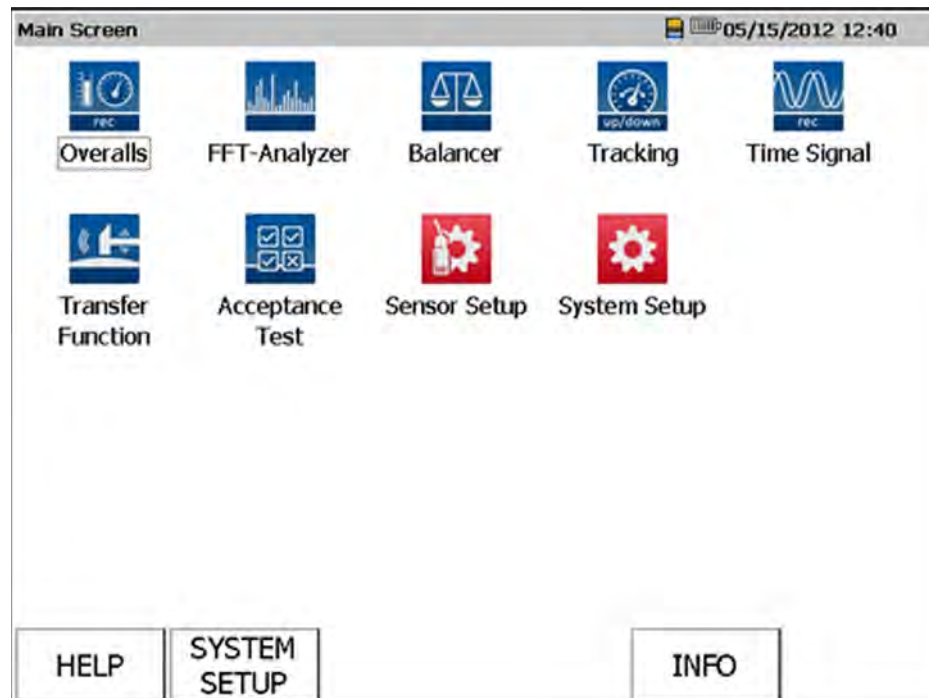 Main Screen 05/15/2012 12:40
rec up/down rec
Overalls FFT-Analyzer Balancer Tracking Time Signal
Transfer Function Acceptance Test Sensor Setup System Setup
HELP SYSTEM SETUP INFO